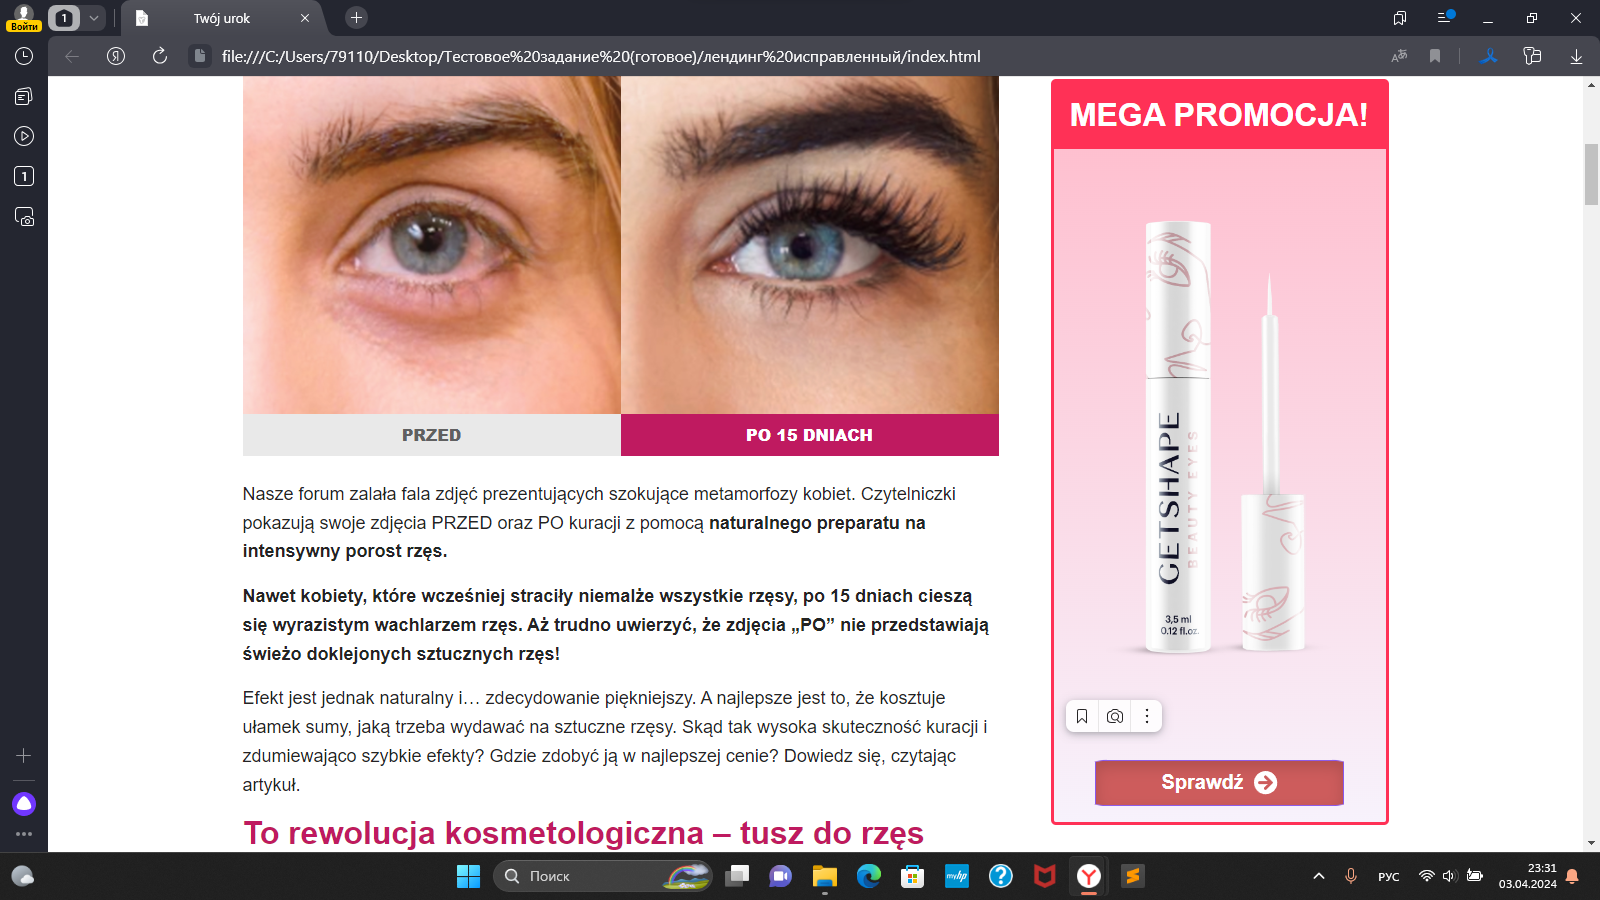 Войти
1
Twój urok
file:///C:/Users/79110/Desktop/Тестовое%20задание%20(готовое)/лендинг%20исправленный/index.html
1
PRZED
PO 15 DNIACH
Nasze forum zalała fala zdjęć prezentujących szokujące metamorfozy kobiet. Czytelniczki
pokazują swoje zdjęcia PRZED oraz PO kuracji z pomocą naturalnego preparatu na
intensywny porost rzęs.
Nawet kobiety, które wcześniej straciły niemalże wszystkie rzęsy, po 15 dniach cieszą
się wyrazistym wachlarzem rzęs. Aż trudno uwierzyć, że zdjęcia „PO” nie przedstawiają
świeżo doklejonych sztucznych rzęs!
Efekt jest jednak naturalny i… zdecydowanie piękniejszy. A najlepsze jest to, że kosztuje
ułamek sumy, jaką trzeba wydawać na sztuczne rzęsy. Skąd tak wysoka skuteczność kuracji i
zdumiewająco szybkie efekty? Gdzie zdobyć ją w najlepszej cenie? Dowiedz się, czytając
artykuł.
To rewolucja kosmetologiczna – tusz do rzęs
MEGA PROMOCJA!
GETSHAPE
BEAUTY EYES
3,5 ml
0.12 fl.oz.
Sprawdź
Поиск
myhp
РУС
23:31
03.04.2024